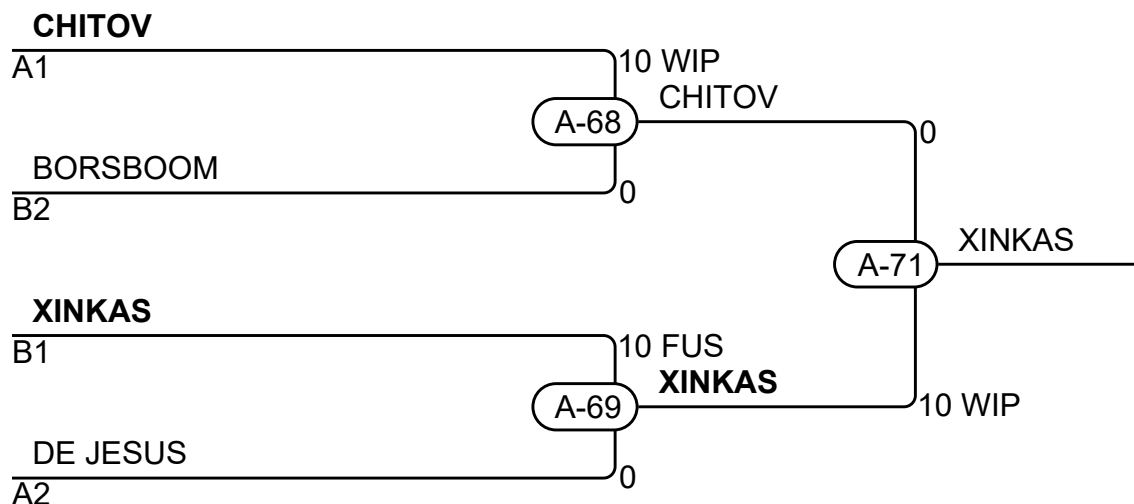 CHITOV
A1
10 WIP
CHITOV
A-68
0
BORSBOOM
B2
0
XINKAS
A-71
XINKAS
B1
10 FUS
XINKAS
A-69
10 WIP
DE JESUS
A2
0